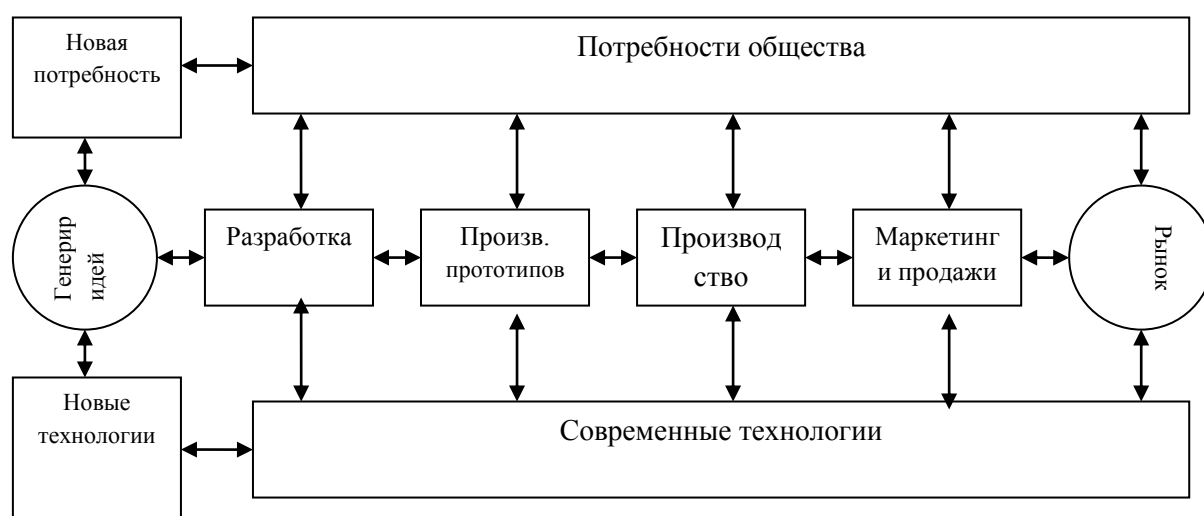 Новая
потребность
Потребности общества
Генерир
идей
Разработка
Произв.
прототипов
Производ
ство
Маркетинг
и продажи
Рынок
Новые
технологии
Современные технологии